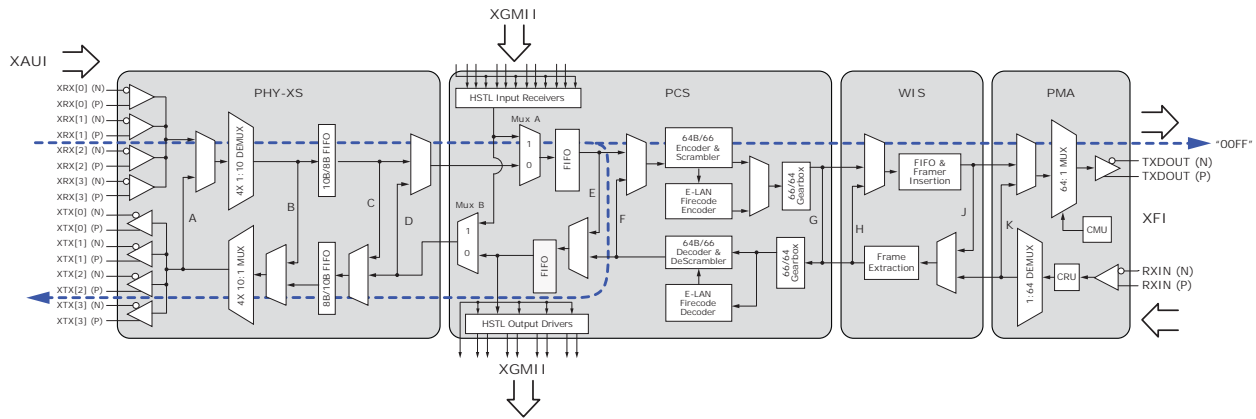 XGMII
XAUI
PHY-XS
PCS
WIS
PMA
XRX[0] (N)
XRX[0] (P)
XRX[1] (N)
XRX[1] (P)
XRX[2] (N)
XRX[2] (P)
XRX[3] (N)
XRX[3] (P)
XTX[0] (N)
XTX[0] (P)
XTX[1] (N)
XTX[1] (P)
XTX[2] (N)
XTX[2] (P)
XTX[3] (N)
XTX[3] (P)
A
4X 1:10 DEMUX
4X 10:1 MUX
B
10B/8B FIFO
8B/10B FIFO
C
D
HSTL Input Receivers
Mux A
1
0
FIFO
Mux B
1
0
FIFO
HSTL Output Drivers
E
F
64B/66
Encoder &
Scrambler
E-LAN
Firecode
Encoder
64B/66
Decoder &
DeScrambler
E-LAN
Firecode
Decoder
66/64
Gearbox
66/64
Gearbox
G
H
FIFO &
Framer
Insertion
Frame
Extraction
J
K
64:1 MUX
CMU
1:64 DEMUX
CRU
"00FF"
TXDOUT (N)
TXDOUT (P)
XFI
RXIN (N)
RXIN (P)
XGMII